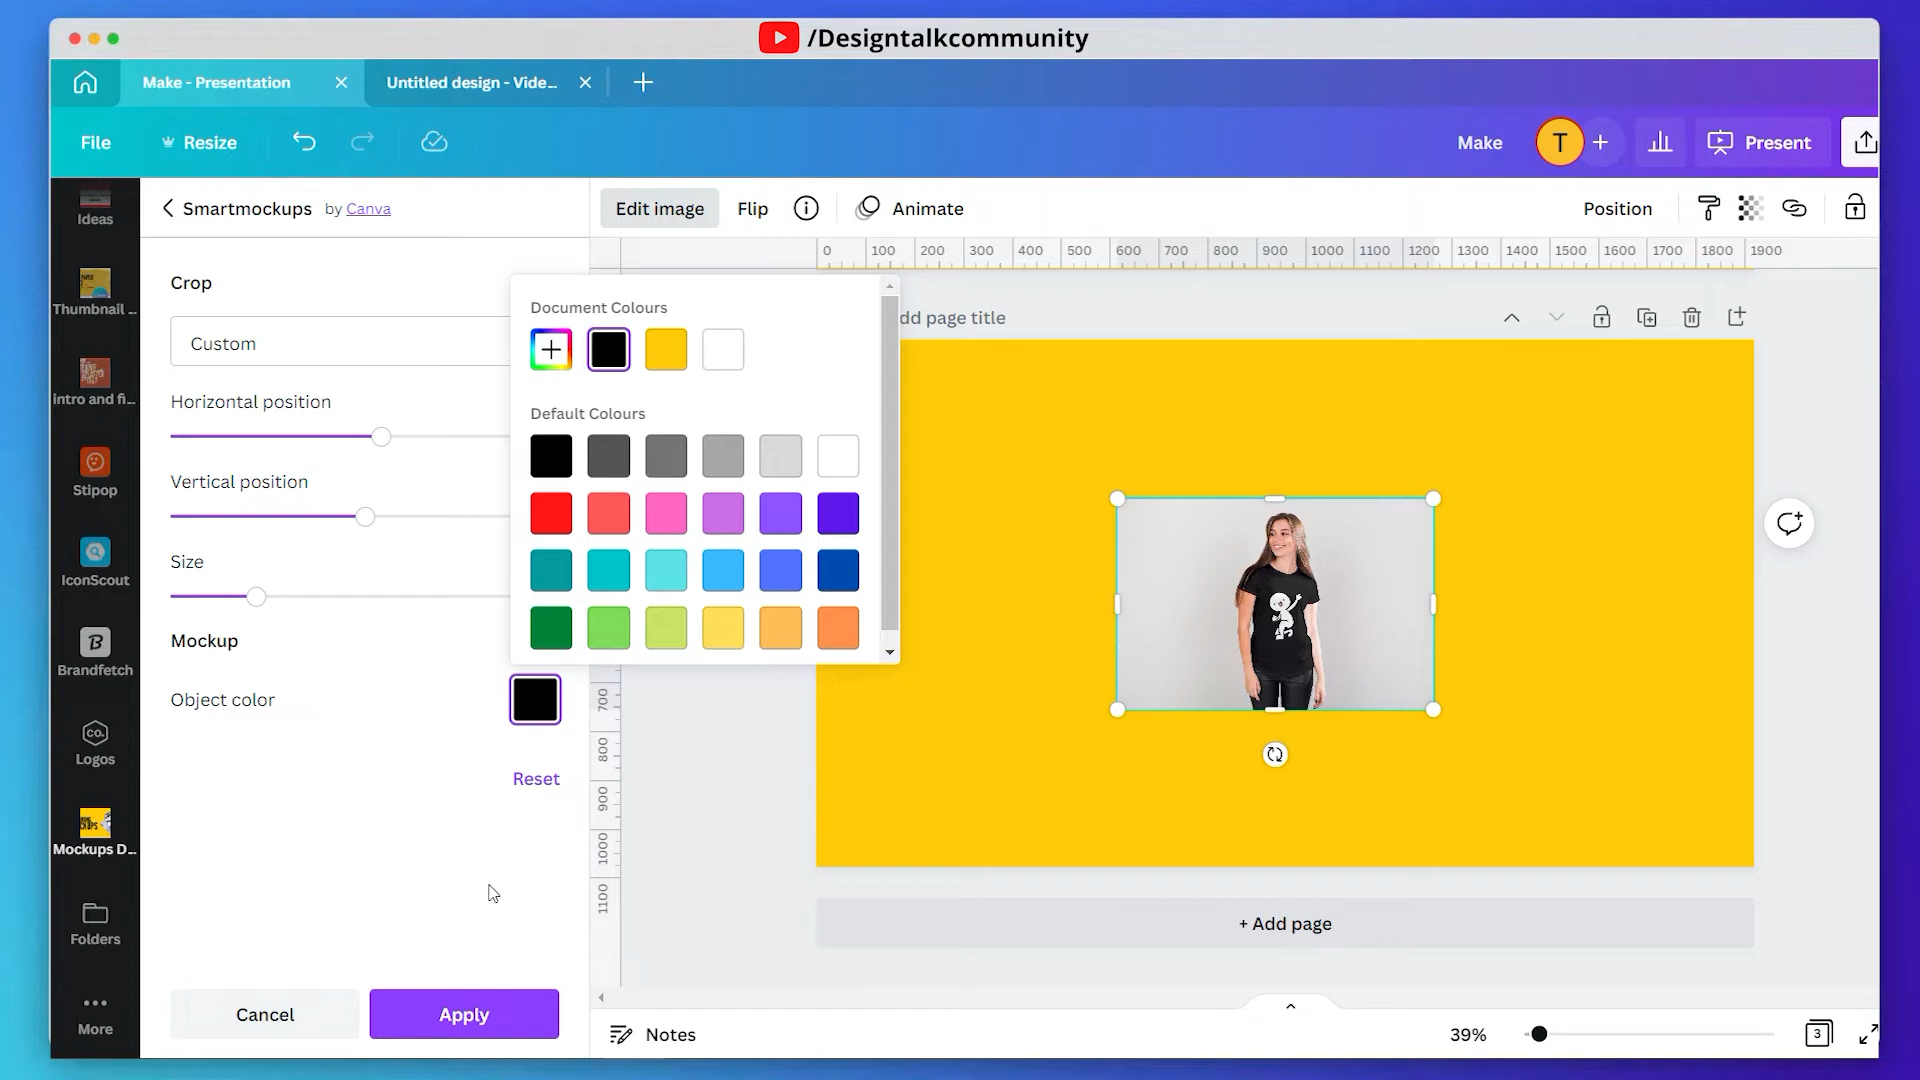 /Designtalkcommunity
Make - Presentation
Untitled design - Vide...
File
Resize
Make
T
Present
Ideas
Smartmockups by Canva
Edit image
Flip
Animate
Position
0 100 200 300 400 500 600 700 800 900 1000 1100 1200 1300 1400 1500 1600 1700 1800 1900
Thumbnail ...
intro and fi...
Stipop
IconScout
Brandfetch
CO.
Logos
Mockups D...
Folders
More
Crop
Custom
Horizontal position
Vertical position
Size
Mockup
Object color
Reset
Cancel
Apply
Document Colours
Default Colours
dd page title
700
800
900
1000
1100
+ Add page
Notes
39%
3